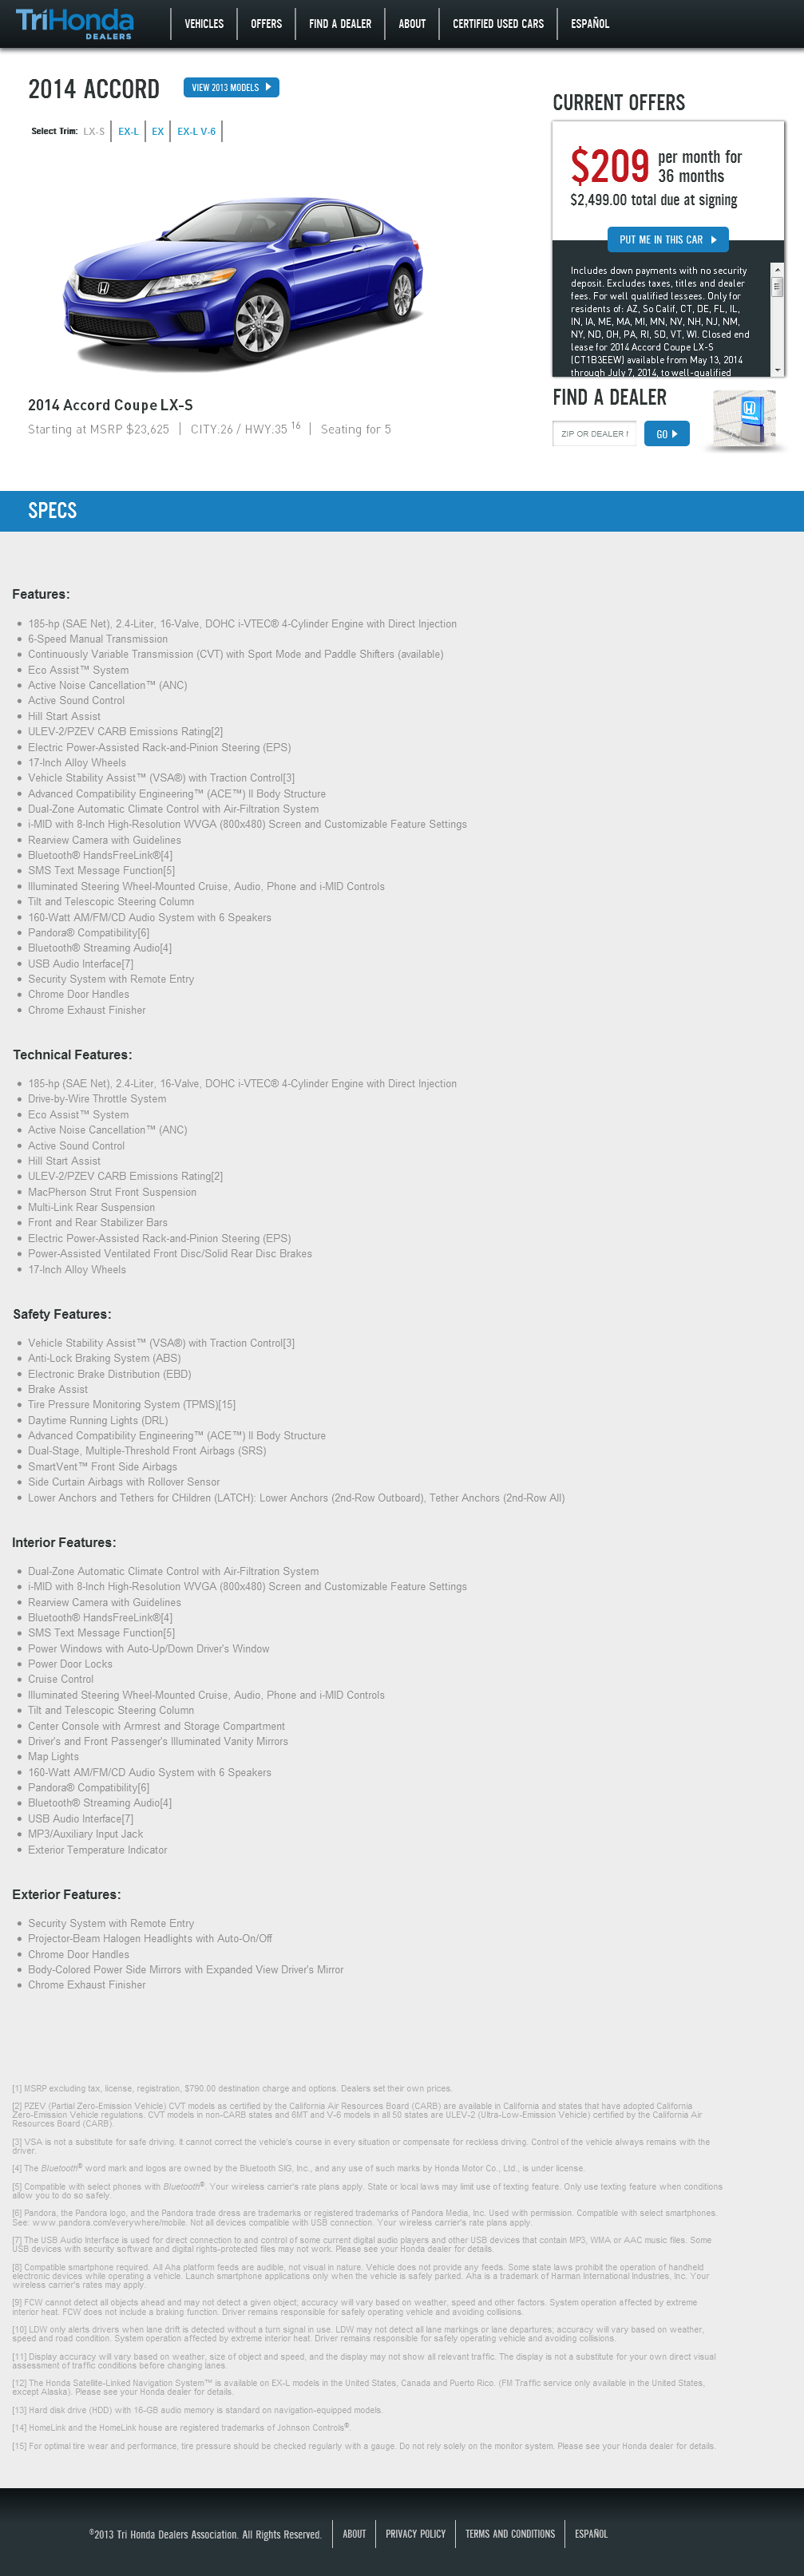 TriHonda
DEALERS
VEHICLES
OFFERS
FIND A DEALER
ABOUT
CERTIFIED USED CARS
ESPAÑOL
2014 ACCORD
VIEW 2013 MODELS
Select Trim: LX-S EX-L EX EX-L V-6
2014 Accord Coupe LX-S
Starting at MSRP $23,625 | CITY:26 / HWY.35 16 | Seating for 5
CURRENT OFFERS
$209 per month for
36 months
$2,499.00 total due at signing
PUT ME IN THIS CAR
Includes down payments with no security
deposit. Excludes taxes, titles and dealer
fees. For well qualified lessees. Only for
residents of: AZ, So Calif, CT, DE, FL, IL,
IN, IA, ME, MA, MI, MN, NV, NH, NJ, NM,
NY, ND, OH, PA, RI, SD, VT, WI. Closed end
lease for 2014 Accord Coupe LX-S
(CT1B3EEW) available from May 13, 2014
through July 7, 2014, to well-qualified
FIND A DEALER
ZIP OR DEALER
GO
SPECS
Features:
185-hp (SAE Net), 2.4-Liter, 16-Valve, DOHC i-VTEC® 4-Cylinder Engine with Direct Injection
6-Speed Manual Transmission
Continuously Variable Transmission (CVT) with Sport Mode and Paddle Shifters (available)
Eco Assist™ System
Active Noise Cancellation™ (ANC)
Active Sound Control
Hill Start Assist
ULEV-2/PZEV CARB Emissions Rating[2]
Electric Power-Assisted Rack-and-Pinion Steering (EPS)
17-Inch Alloy Wheels
Vehicle Stability Assist™ (VSA®) with Traction Control[3]
Advanced Compatibility Engineering™ (ACE™) II Body Structure
Dual-Zone Automatic Climate Control with Air-Filtration System
i-MID with 8-Inch High-Resolution WVGA (800x480) Screen and Customizable Feature Settings
Rearview Camera with Guidelines
Bluetooth® HandsFreeLink®[4]
SMS Text Message Function[5]
Illuminated Steering Wheel-Mounted Cruise, Audio, Phone and i-MID Controls
Tilt and Telescopic Steering Column
160-Watt AM/FM/CD Audio System with 6 Speakers
Pandora® Compatibility[6]
Bluetooth® Streaming Audio[4]
USB Audio Interface[7]
Security System with Remote Entry
Chrome Door Handles
Chrome Exhaust Finisher
Technical Features:
185-hp (SAE Net), 2.4-Liter, 16-Valve, DOHC i-VTEC® 4-Cylinder Engine with Direct Injection
Drive-by-Wire Throttle System
Eco Assist™ System
Active Noise Cancellation™ (ANC)
Active Sound Control
Hill Start Assist
ULEV-2/PZEV CARB Emissions Rating[2]
MacPherson Strut Front Suspension
Multi-Link Rear Suspension
Front and Rear Stabilizer Bars
Electric Power-Assisted Rack-and-Pinion Steering (EPS)
Power-Assisted Ventilated Front Disc/Solid Rear Disc Brakes
17-Inch Alloy Wheels
Safety Features:
Vehicle Stability Assist™ (VSA®) with Traction Control[3]
Anti-Lock Braking System (ABS)
Electronic Brake Distribution (EBD)
Brake Assist
Tire Pressure Monitoring System (TPMS)[15]
Daytime Running Lights (DRL)
Advanced Compatibility Engineering™ (ACE™) II Body Structure
Dual-Stage, Multiple-Threshold Front Airbags (SRS)
SmartVent™ Front Side Airbags
Side Curtain Airbags with Rollover Sensor
Lower Anchors and Tethers for CHildren (LATCH): Lower Anchors (2nd-Row Outboard), Tether Anchors (2nd-Row All)
Interior Features:
Dual-Zone Automatic Climate Control with Air-Filtration System
i-MID with 8-Inch High-Resolution WVGA (800x480) Screen and Customizable Feature Settings
Rearview Camera with Guidelines
Bluetooth® HandsFreeLink®[4]
SMS Text Message Function[5]
Power Windows with Auto-Up/Down Driver's Window
Power Door Locks
Cruise Control
Illuminated Steering Wheel-Mounted Cruise, Audio, Phone and i-MID Controls
Tilt and Telescopic Steering Column
Center Console with Armrest and Storage Compartment
Driver's and Front Passenger's Illuminated Vanity Mirrors
Map Lights
160-Watt AM/FM/CD Audio System with 6 Speakers
Pandora® Compatibility[6]
Bluetooth® Streaming Audio[4]
USB Audio Interface[7]
MP3/Auxiliary Input Jack
Exterior Temperature Indicator
Exterior Features:
Security System with Remote Entry
Projector-Beam Halogen Headlights with Auto-On/Off
Chrome Door Handles
Body-Colored Power Side Mirrors with Expanded View Driver's Mirror
Chrome Exhaust Finisher
[1] MSRP excluding tax, license, registration, $790.00 destination charge and options. Dealers set their own prices.
[2] PZEV (Partial Zero-Emission Vehicle) CVT models as certified by the California Air Resources Board (CARB) are available in California and states that have adopted California
Zero-Emission Vehicle regulations. CVT models in non-CARB states and 6MT and V-6 models in all 50 states are ULEV-2 (Ultra-Low-Emission Vehicle) certified by the California Air
Resources Board (CARB).
[3] VSA is not a substitute for safe driving. It cannot correct the vehicle's course in every situation or compensate for reckless driving. Control of the vehicle always remains with the
driver.
[4] The Bluetooth® word mark and logos are owned by the Bluetooth SIG, Inc., and any use of such marks by Honda Motor Co., Ltd., is under license.
[5] Compatible with select phones with Bluetooth®. Your wireless carrier's rate plans apply. State or local laws may limit use of texting feature. Only use texting feature when conditions
allow you to do so safely.
[6] Pandora, the Pandora logo, and the Pandora trade dress are trademarks or registered trademarks of Pandora Media, Inc. Used with permission. Compatible with select smartphones.
See: www.pandora.com/everywhere/mobile. Not all devices compatible with USB connection. Your wireless carrier's rate plans apply.
[7] The USB Audio Interface is used for direct connection to and control of some current digital audio players and other USB devices that contain MP3, WMA or AAC music files. Some
USB devices with security software and digital rights-protected files may not work. Please see your Honda dealer for details.
[8] Compatible smartphone required. All Aha platform feeds are audible, not visual in nature. Vehicle does not provide any feeds. Some state laws prohibit the operation of handheld
electronic devices while operating a vehicle. Launch smartphone applications only when the vehicle is safely parked. Aha is a trademark of Harman International Industries, Inc. Your
wireless carrier's rates may apply.
[9] FCW cannot detect all objects ahead and may not detect a given object; accuracy will vary based on weather, speed and other factors. System operation affected by extreme
interior heat. FCW does not include a braking function. Driver remains responsible for safely operating vehicle and avoiding collisions.
[10] LDW only alerts drivers when lane drift is detected without a turn signal in use. LDW may not detect all lane markings or lane departures; accuracy will vary based on weather,
speed and road condition. System operation affected by extreme interior heat. Driver remains responsible for safely operating vehicle and avoiding collisions.
[11] Display accuracy will vary based on weather, size of object and speed, and the display may not show all relevant traffic. The display is not a substitute for your own direct visual
assessment of traffic conditions before changing lanes.
[12] The Honda Satellite-Linked Navigation System™ is available on EX-L models in the United States, Canada and Puerto Rico. (FM Traffic service only available in the United States,
except Alaska). Please see your Honda dealer for details.
[13] Hard disk drive (HDD) with 16-GB audio memory is standard on navigation-equipped models.
[14] HomeLink and the HomeLink house are registered trademarks of Johnson Controls®.
[15] For optimal tire wear and performance, tire pressure should be checked regularly with a gauge. Do not rely solely on the monitor system. Please see your Honda dealer for details.
©2013 Tri Honda Dealers Association. All Rights Reserved.
ABOUT
PRIVACY POLICY
TERMS AND CONDITIONS
ESPAÑOL